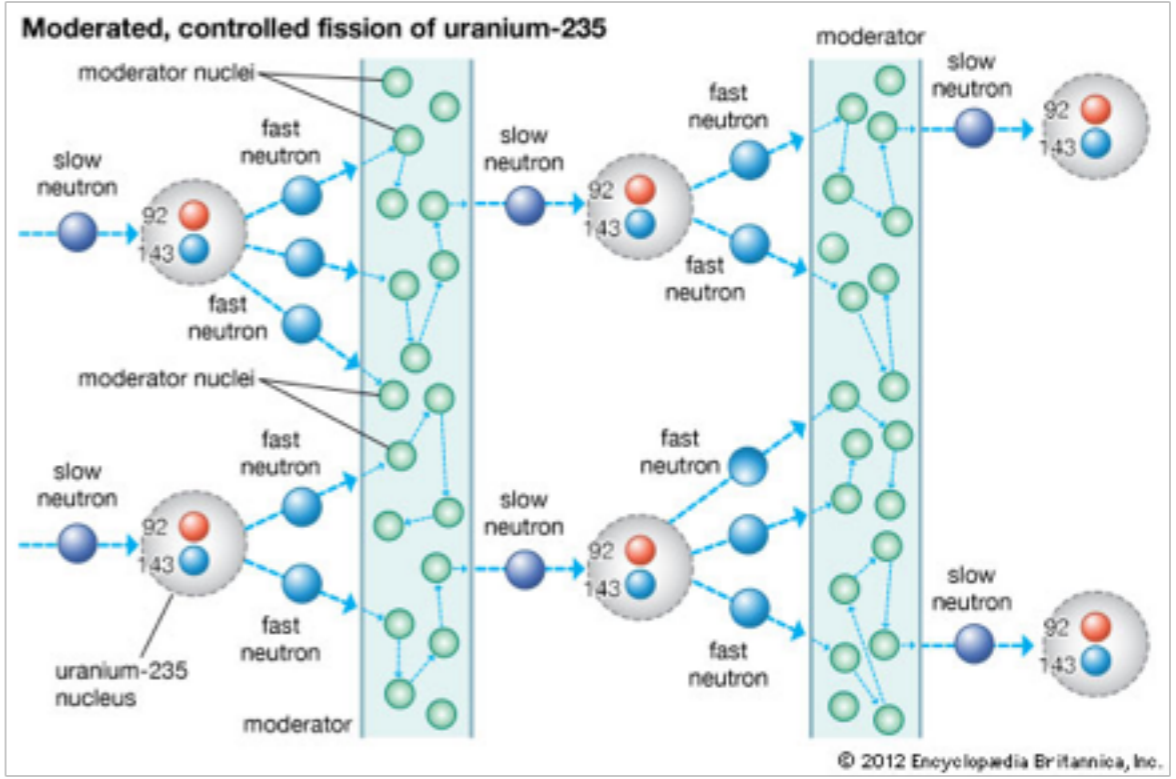 Moderated, controlled fission of uranium-235
moderator
moderator nuclei
slow
neutron
fast
neutron
slow
neutron
fast
neutron
slow
neutron
92
143
92
143
92
143
fast
neutron
fast
neutron
moderator nuclei
slow
neutron
fast
neutron
slow
neutron
fast
neutron
slow
neutron
92
143
92
143
92
143
fast
neutron
fast
neutron
uranium-235
nucleus
moderator
© 2012 Encyclopædia Britannica, Inc.